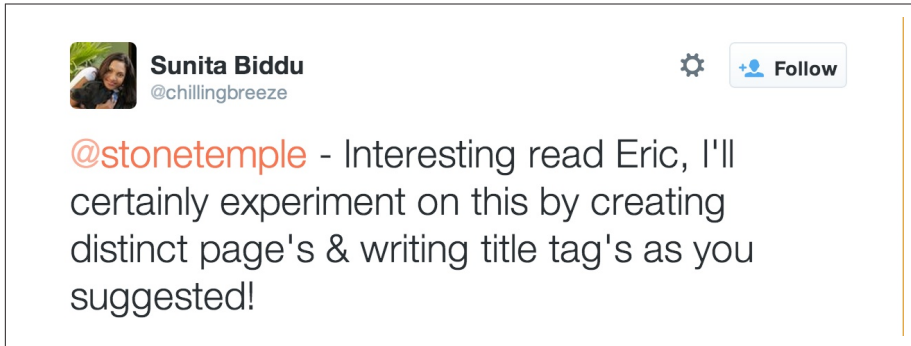 Sunita Biddu
@chillingbreeze
Follow
@stonetemple - Interesting read Eric, I'll
certainly experiment on this by creating
distinct page's & writing title tag's as you
suggested!